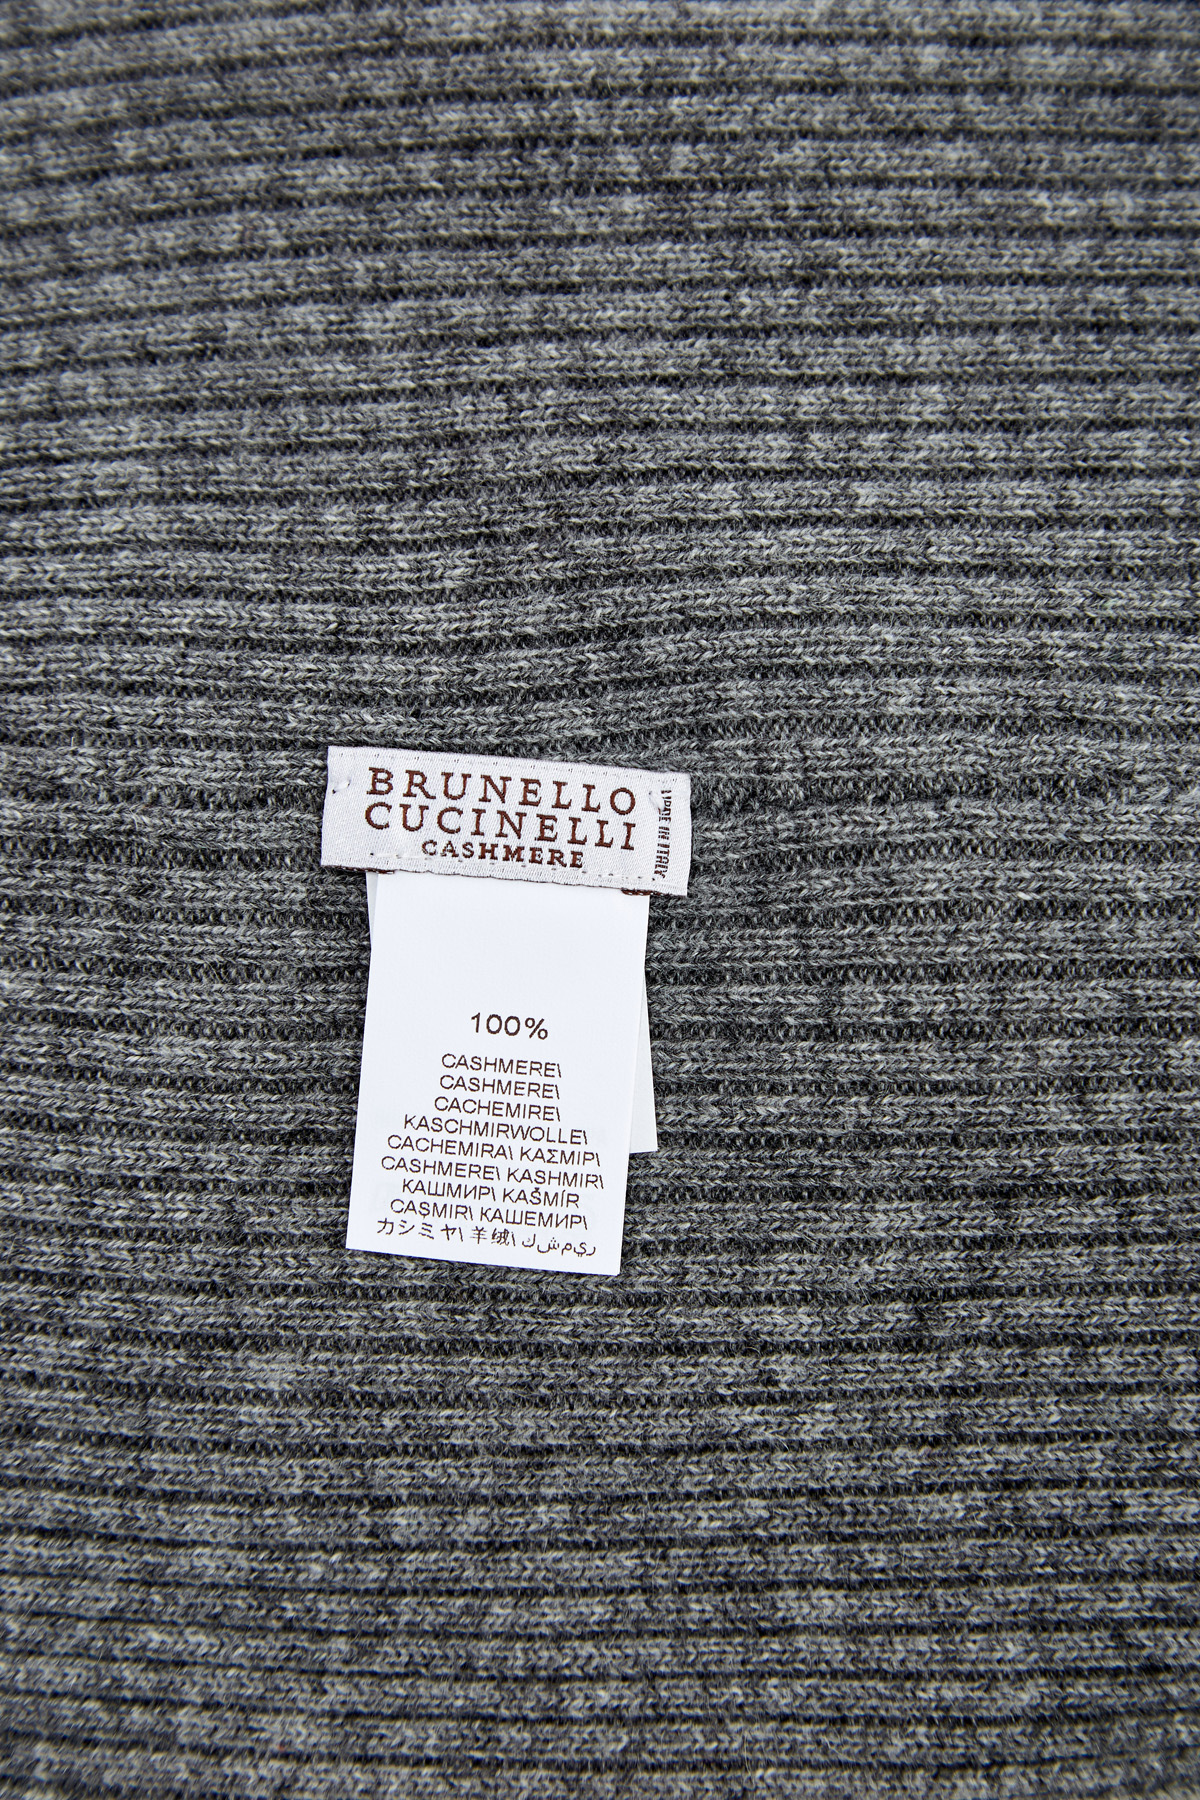 BRUNELLO
CUCINELLI
CASHMERE
MADE IN ITALY
100%
CASHMERE\
CASHMERE\
CACHEMIRE\
KASCHMIRWOLLE\
CACHEMIRA\ ΚΑΣΜΙΡ\
CASHMERE\ KASHMIR\
КАШМИР\ KAŠMÍR
CAŞMIR\ КАШЕМИР\
カシミヤ\ 羊绒\ ك ش م ي ر